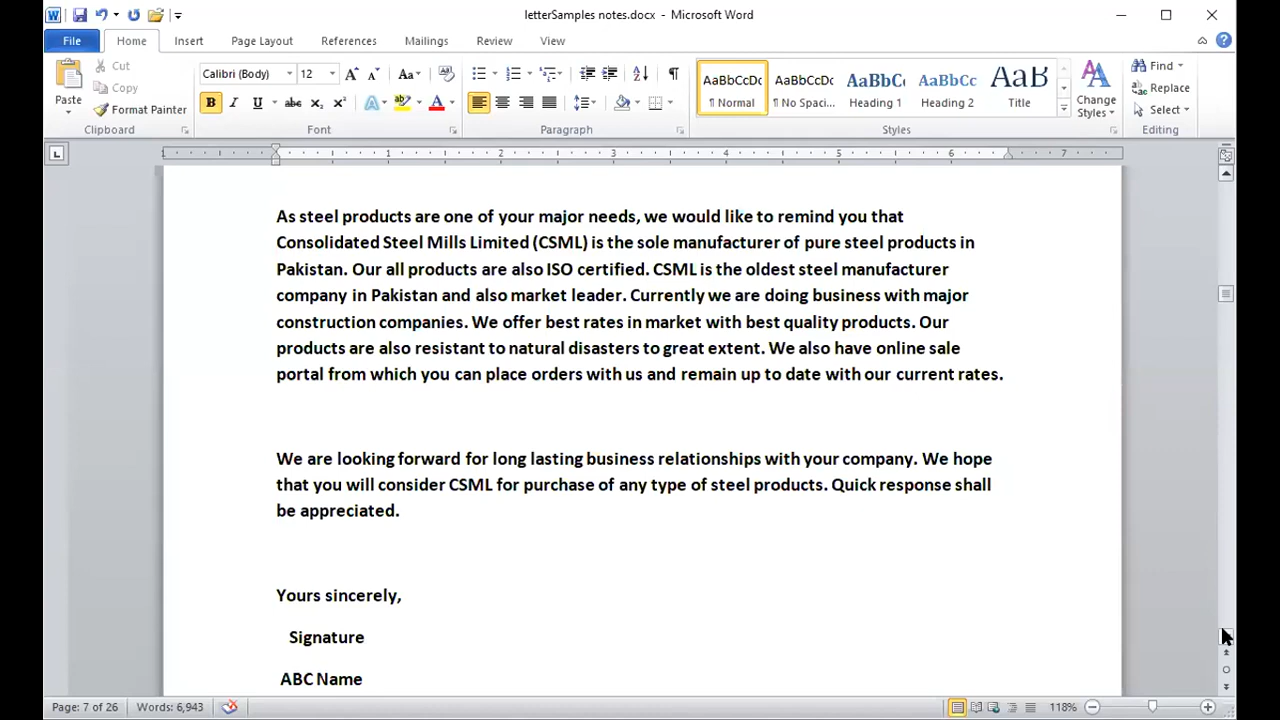 letterSamples notes.docx - Microsoft Word
File Home Insert Page Layout References Mailings Review View
Paste
Cut
Copy
Format Painter
Clipboard
Calibri (Body) 12
Font
Paragraph
AaBbCcDc AaBbCcDc AaBbC AaBbCc AaB
¶ Normal ¶ No Spaci... Heading 1 Heading 2 Title
Change Styles
Styles
Find
Replace
Select
Editing
1 1 2 3 4 5 6 7
As steel products are one of your major needs, we would like to remind you that
Consolidated Steel Mills Limited (CSML) is the sole manufacturer of pure steel products in
Pakistan. Our all products are also ISO certified. CSML is the oldest steel manufacturer
company in Pakistan and also market leader. Currently we are doing business with major
construction companies. We offer best rates in market with best quality products. Our
products are also resistant to natural disasters to great extent. We also have online sale
portal from which you can place orders with us and remain up to date with our current rates.
We are looking forward for long lasting business relationships with your company. We hope
that you will consider CSML for purchase of any type of steel products. Quick response shall
be appreciated.
Yours sincerely,
Signature
ABC Name
Page: 7 of 26 Words: 6,943 118%